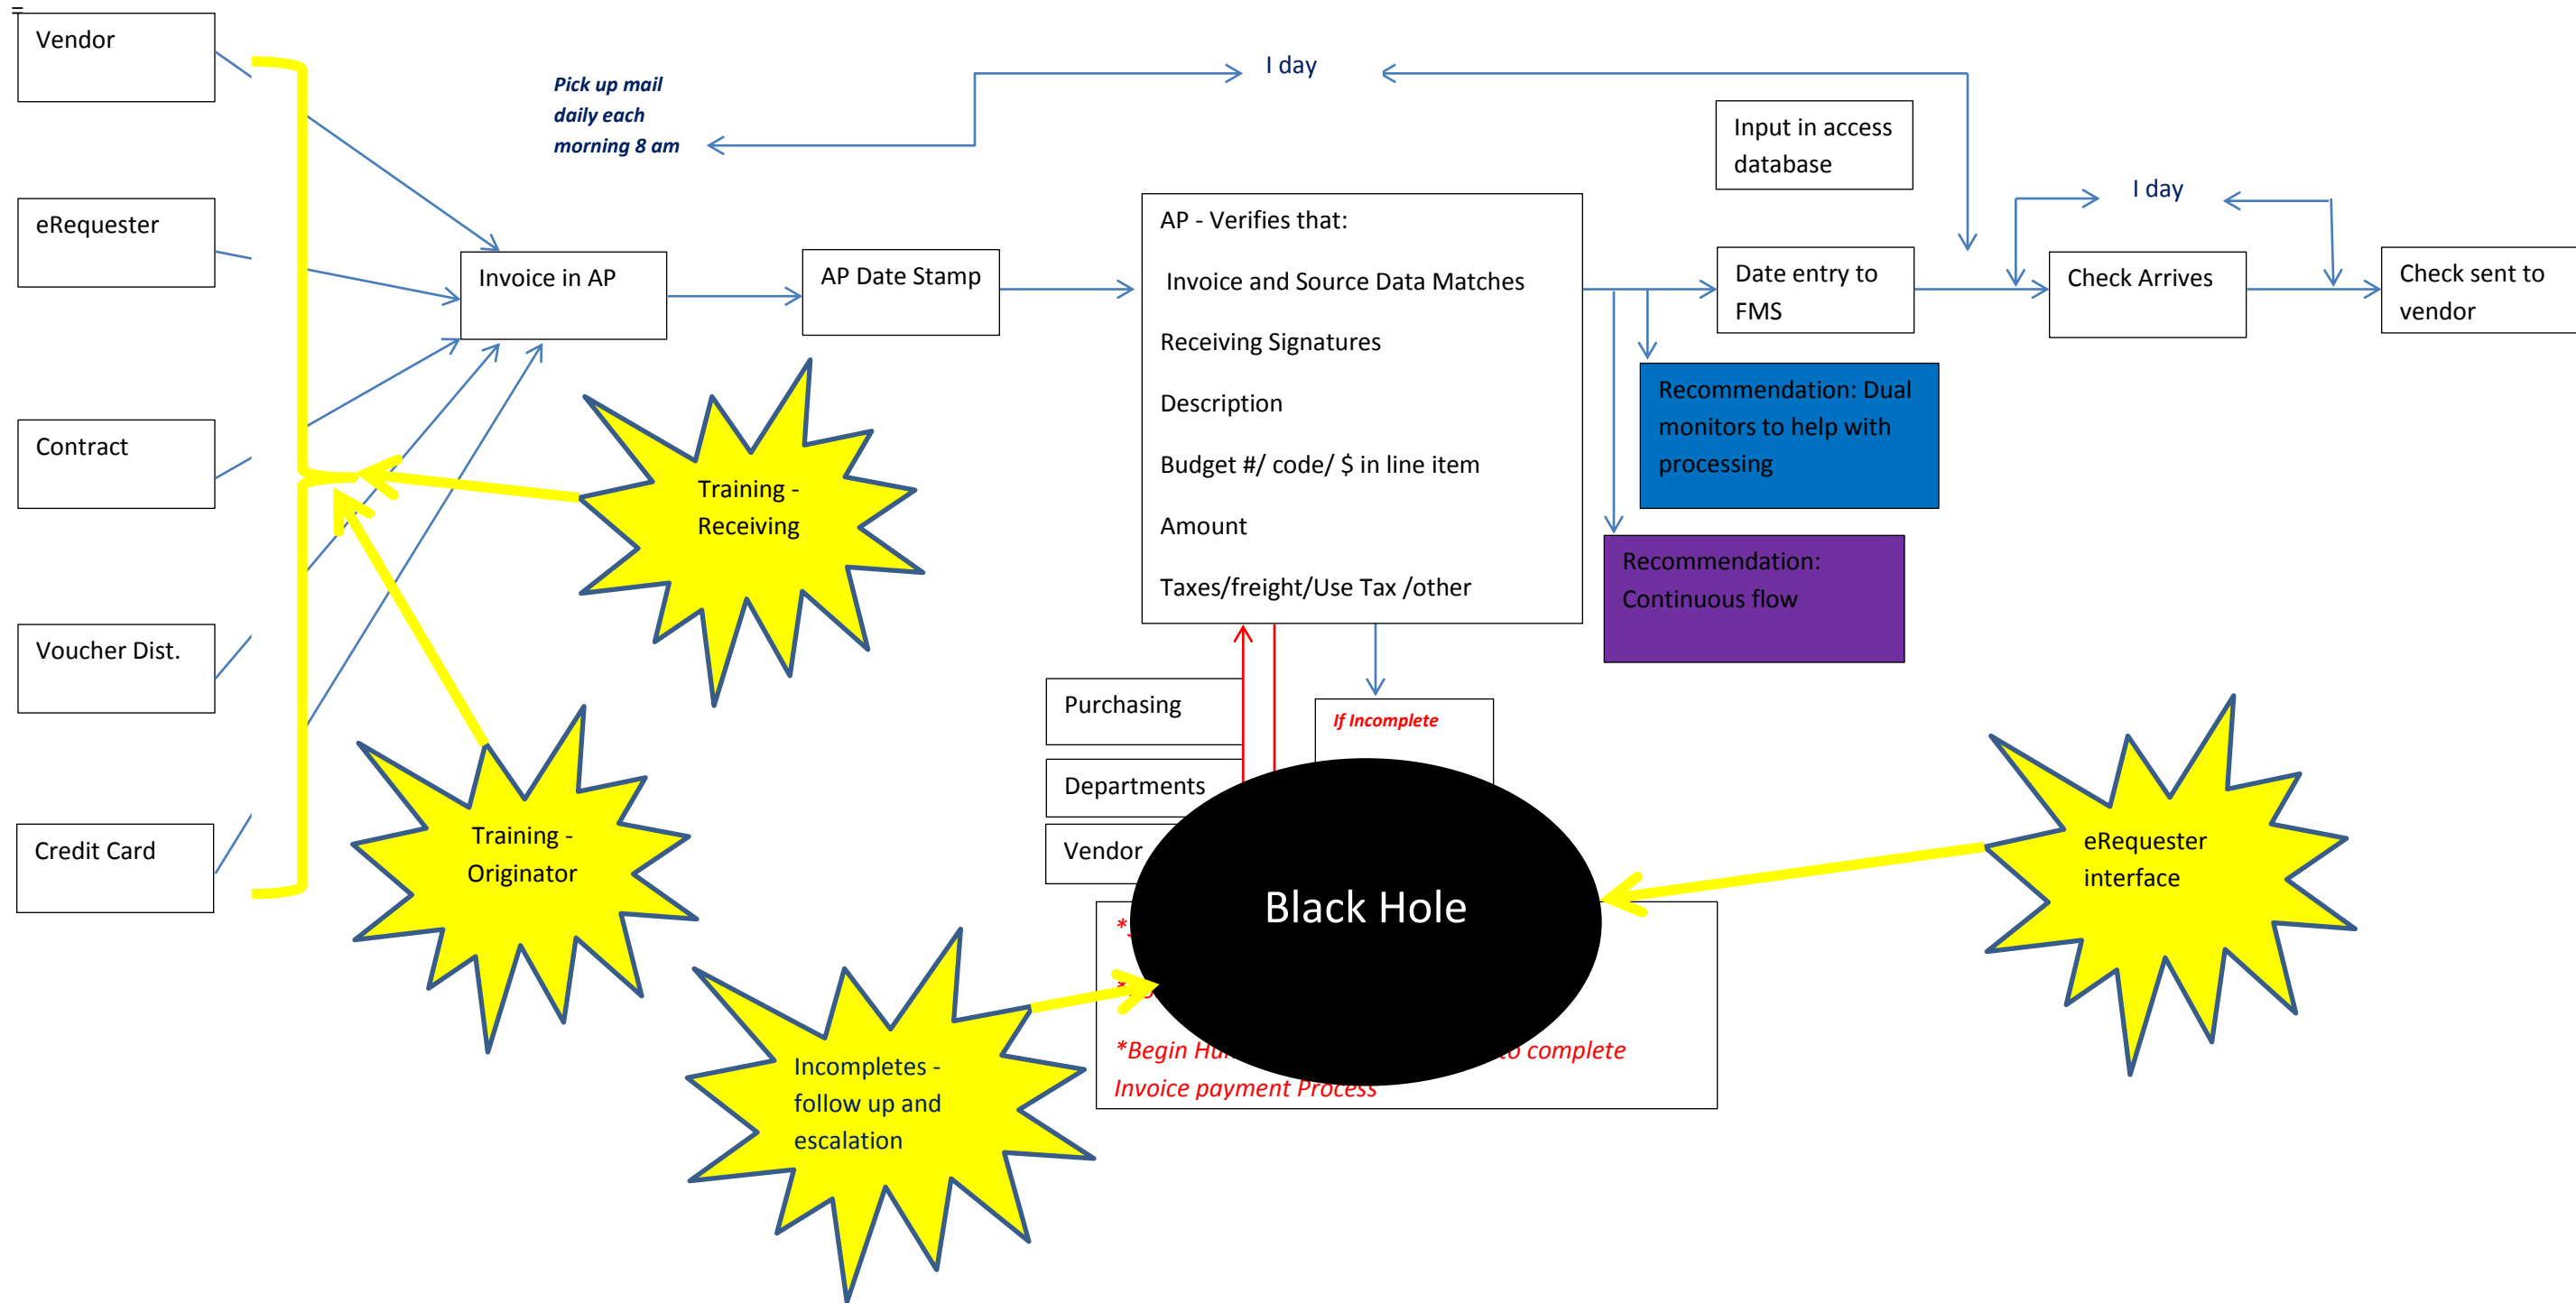 =
Vendor
Pick up mail
daily each
morning 8 am
I day
Input in access
database
I day
eRequester
Invoice in AP
AP Date Stamp
AP - Verifies that:
Invoice and Source Data Matches
Receiving Signatures
Description
Budget #/ code/ $ in line item
Amount
Taxes/freight/Use Tax /other
Date entry to
FMS
Check Arrives
Check sent to
vendor
Recommendation: Dual
monitors to help with
processing
Recommendation:
Continuous flow
Contract
Training -
Receiving
Voucher Dist.
Purchasing
If Incomplete
Departments
Vendor
Credit Card
Training -
Originator
eRequester
interface
Black Hole
*Begin to complete
Invoice payment Process
Incompletes -
follow up and
escalation